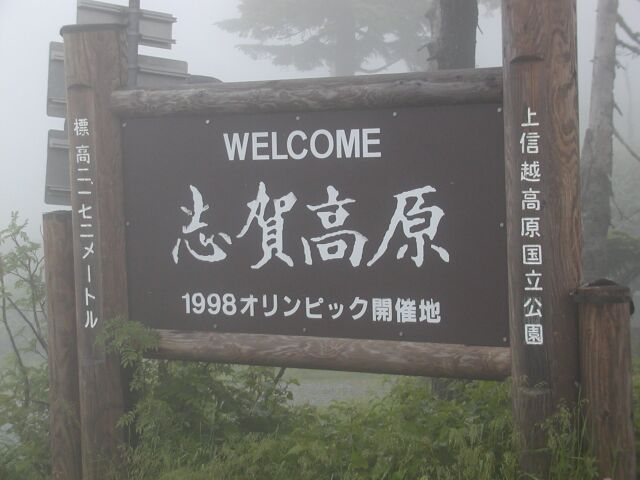 WELCOME
志賀高原
1998オリンピック開催地
標高二一七二メートル
上信越高原国立公園